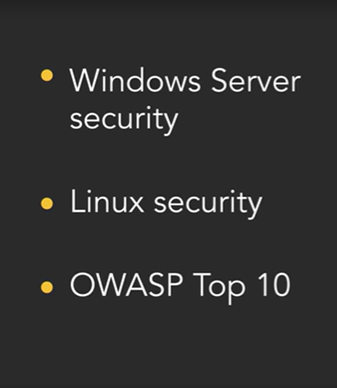 Windows Server
security
Linux security
OWASP Top 10